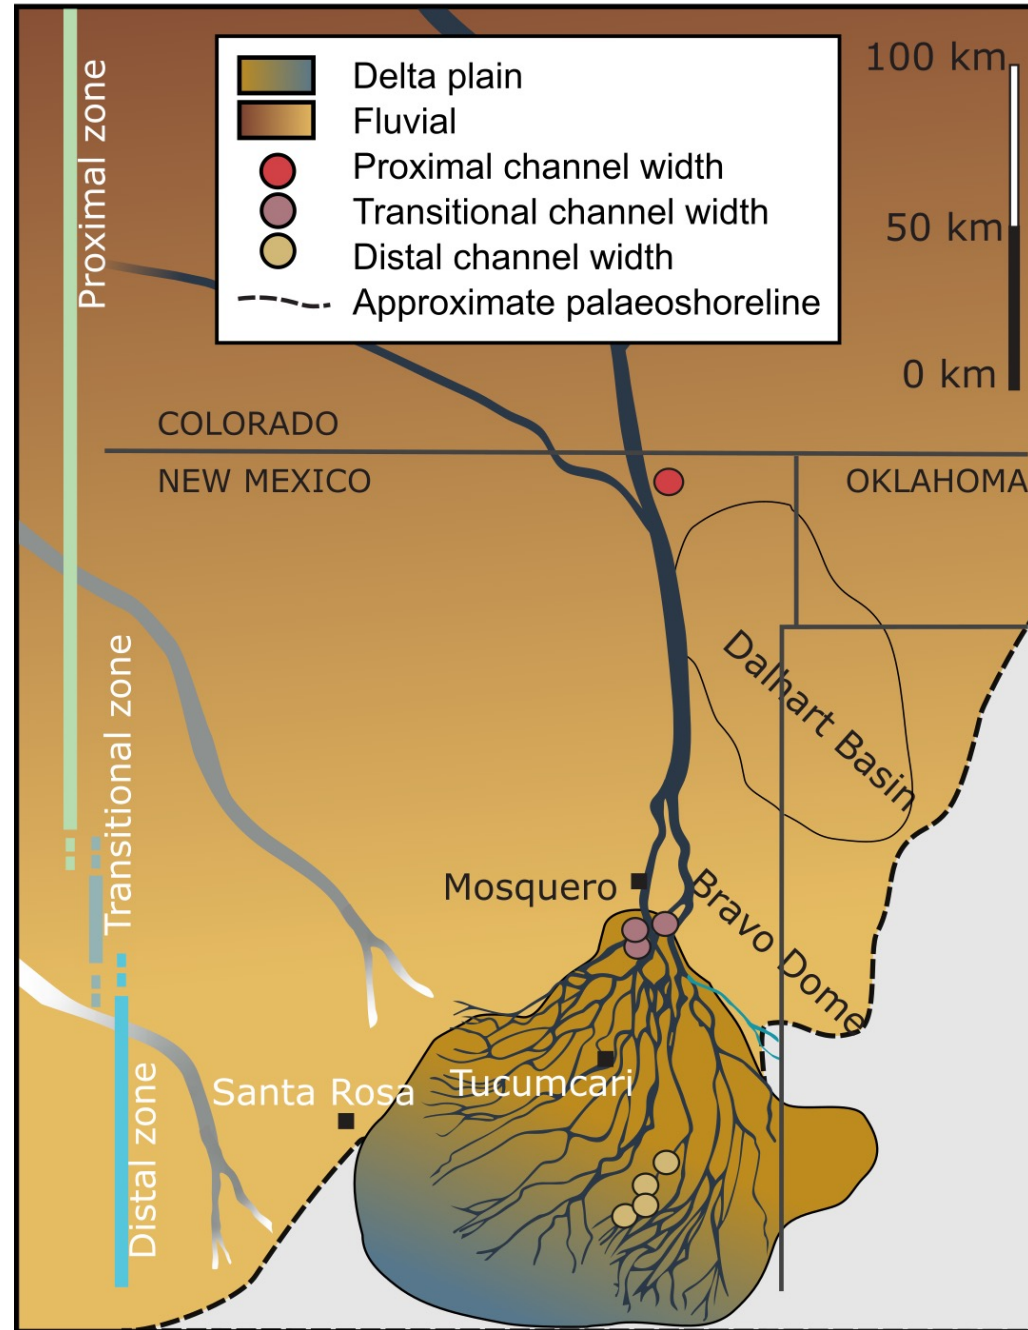 Delta plain
Fluvial
Proximal channel width
Transitional channel width
Distal channel width
Approximate palaeoshoreline
100 km
50 km
0 km
Proximal zone
COLORADO
NEW MEXICO
OKLAHOMA
Transitional zone
Dalhart Basin
Mosquero
Bravo Dome
Santa Rosa
Tucumcari
Distal zone